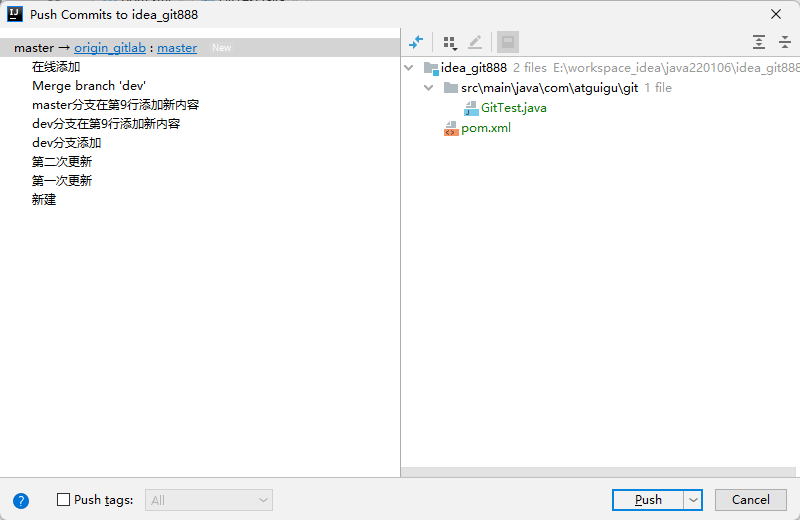 Push Commits to idea_git888
master → origin_gitlab : master New
在线添加
Merge branch 'dev'
master分支在第9行添加新内容
dev分支在第9行添加新内容
dev分支添加
第二次更新
第一次更新
新建
idea_git888 2 files E:\workspace_idea\java220106\idea_git888
src\main\java\com\atguigu\git 1 file
GitTest.java
pom.xml
? Push tags: All
Push
Cancel